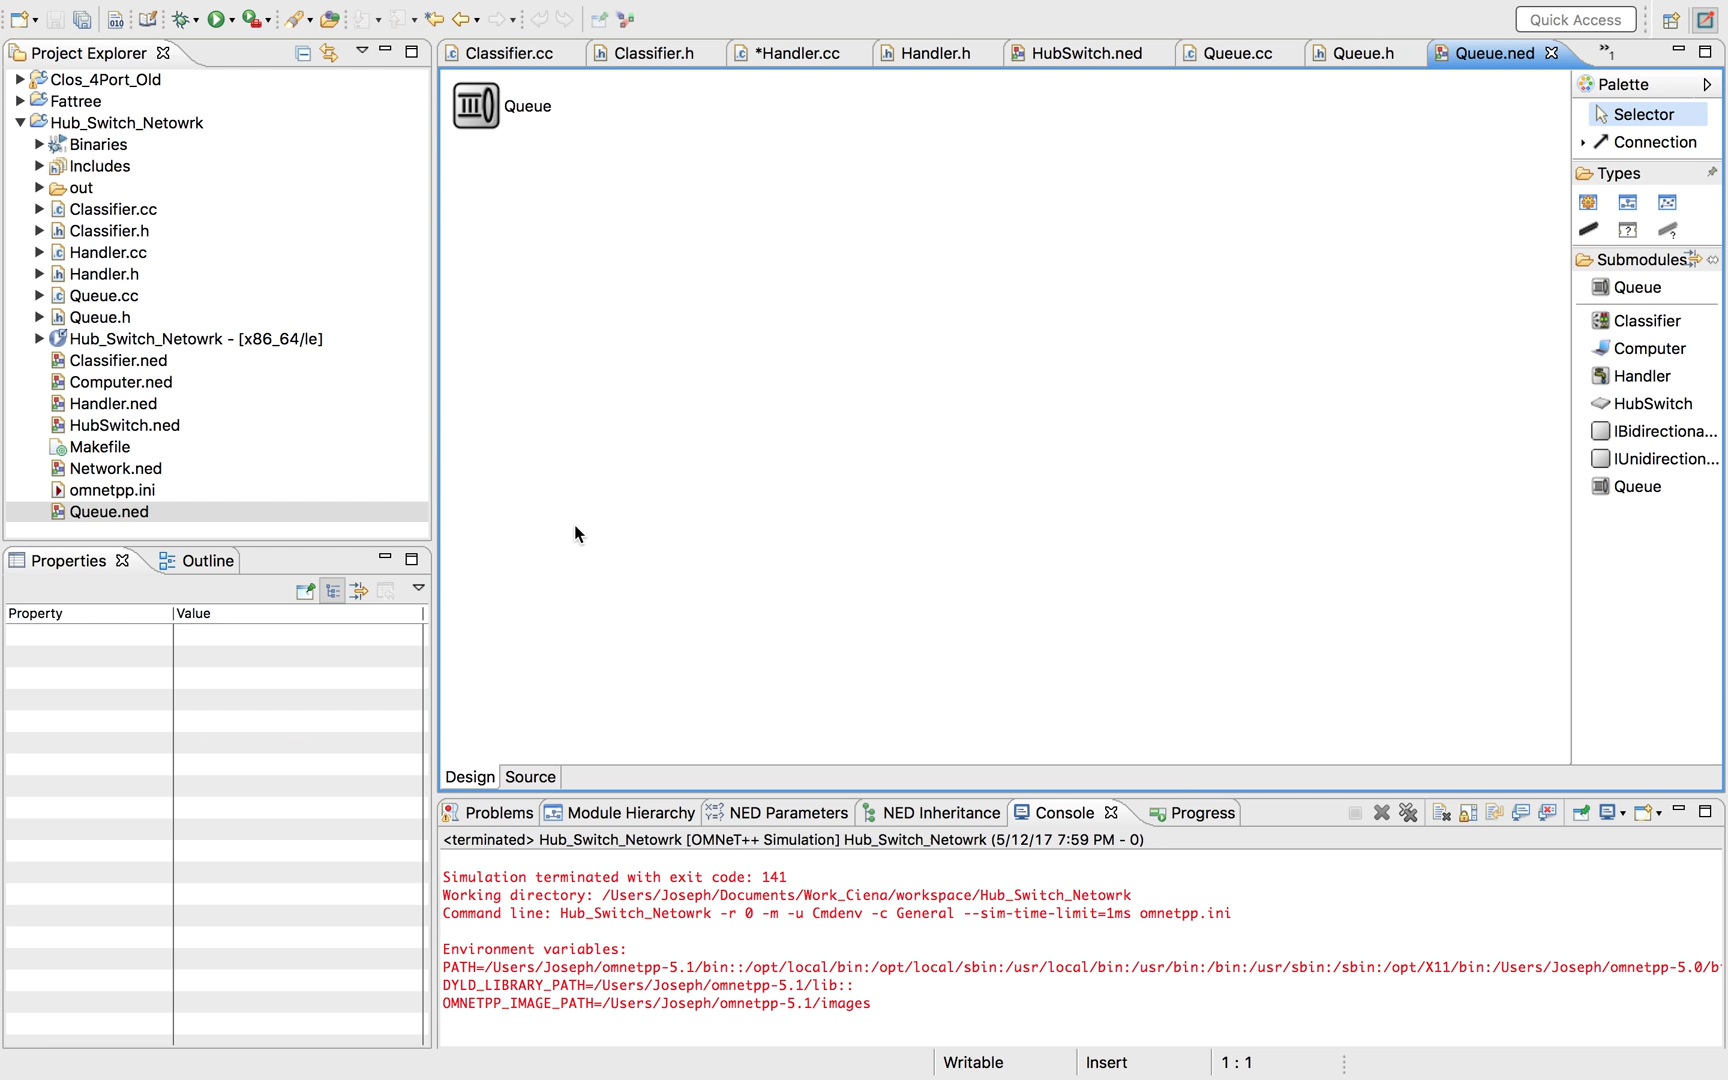 Quick Access
Project Explorer
Classifier.cc
Classifier.h
*Handler.cc
Handler.h
HubSwitch.ned
Queue.cc
Queue.h
Queue.ned
»1
Clos_4Port_Old
Fattree
Hub_Switch_Netowrk
Binaries
Includes
out
Classifier.cc
Classifier.h
Handler.cc
Handler.h
Queue.cc
Queue.h
Hub_Switch_Netowrk - [x86_64/le]
Classifier.ned
Computer.ned
Handler.ned
HubSwitch.ned
Makefile
Network.ned
omnetpp.ini
Queue.ned
Queue
Palette
Selector
Connection
Types
Submodules
Queue
Classifier
Computer
Handler
HubSwitch
IBidirectiona...
IUnidirection...
Queue
Properties
Outline
Property
Value
Design
Source
Problems
Module Hierarchy
NED Parameters
NED Inheritance
Console
Progress
<terminated> Hub_Switch_Netowrk [OMNeT++ Simulation] Hub_Switch_Netowrk (5/12/17 7:59 PM - 0)
Simulation terminated with exit code: 141
Working directory: /Users/Joseph/Documents/Work_Ciena/workspace/Hub_Switch_Netowrk
Command line: Hub_Switch_Netowrk -r 0 -m -u Cmdenv -c General --sim-time-limit=1ms omnetpp.ini
Environment variables:
PATH=/Users/Joseph/omnetpp-5.1/bin::/opt/local/bin:/opt/local/sbin:/usr/local/bin:/usr/bin:/bin:/usr/sbin:/sbin:/opt/X11/bin:/Users/Joseph/omnetpp-5.0/b
DYLD_LIBRARY_PATH=/Users/Joseph/omnetpp-5.1/lib::
OMNETPP_IMAGE_PATH=/Users/Joseph/omnetpp-5.1/images
Writable
Insert
1 : 1